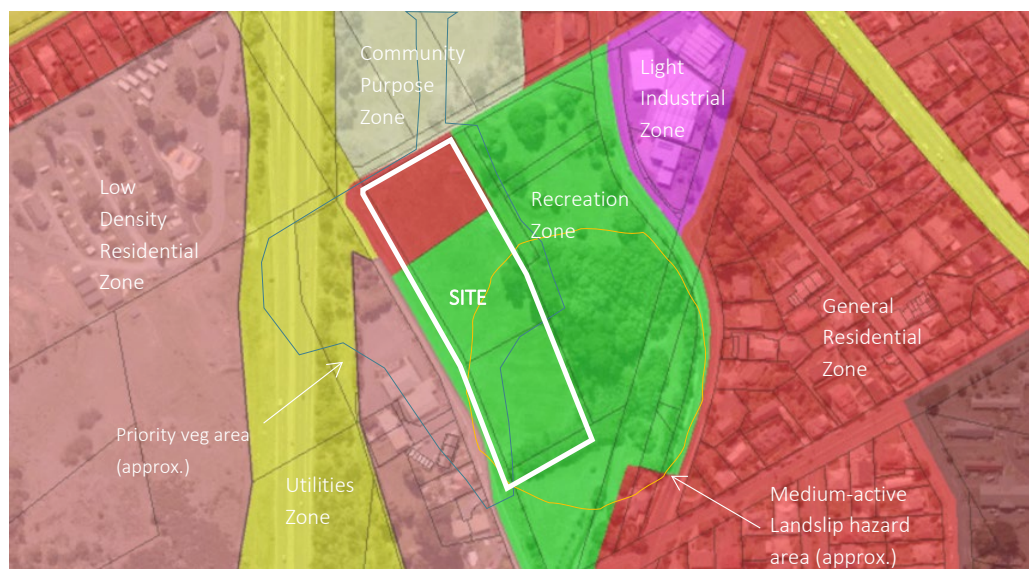 Community
Purpose
Zone
Light
Industrial
Zone
Low
Density
Residential
Zone
Recreation
Zone
SITE
General
Residential
Zone
Priority veg area
(approx.)
Utilities
Zone
Medium-active
Landslip hazard
area (approx.)